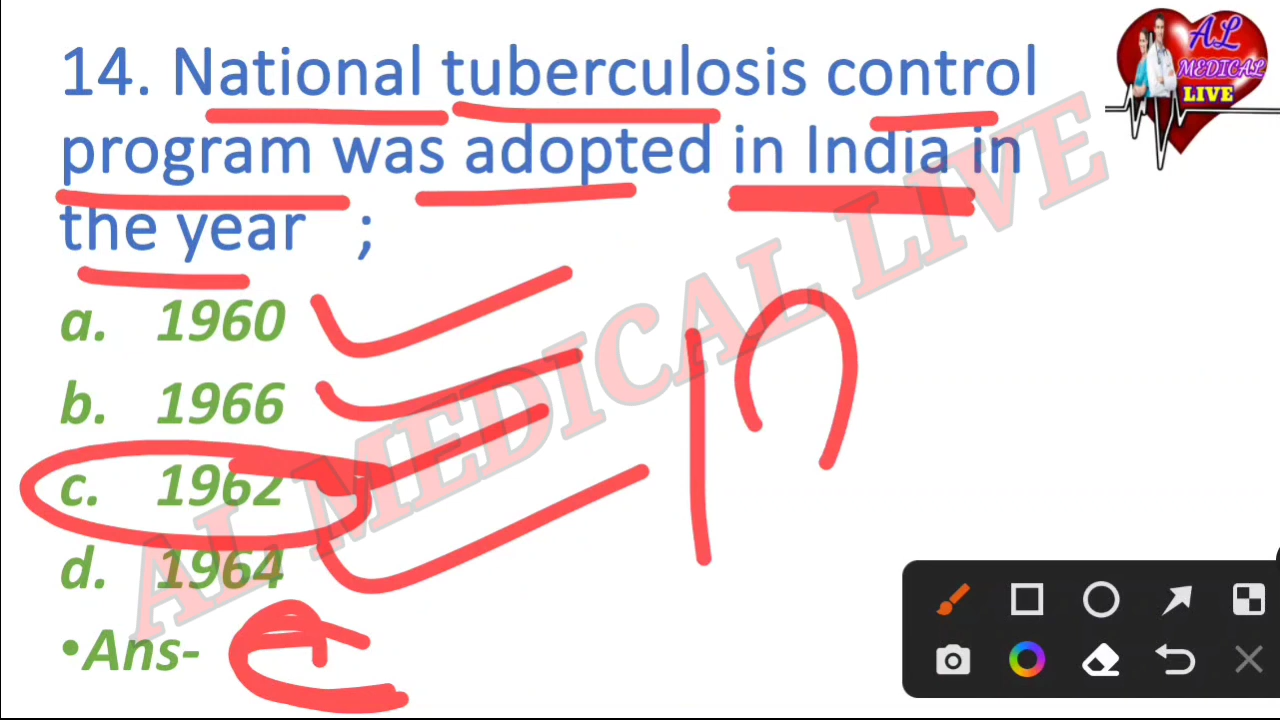 14. National tuberculosis control
program was adopted in India in
the year ;
a. 1960
b. 1966
c. 1962
d. 1964
•Ans- C
AL
MEDICAL
LIVE
AL MEDICAL LIVE